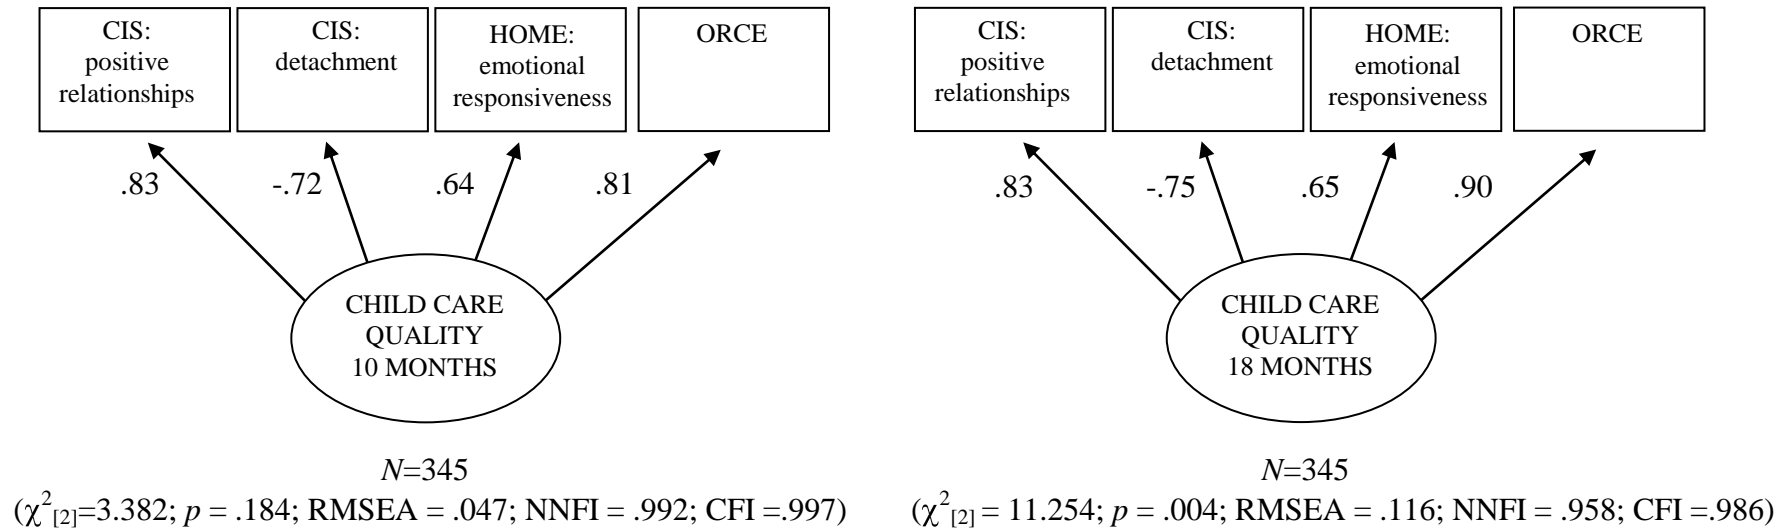 CIS:
positive
relationships
CIS:
detachment
HOME:
emotional
responsiveness
ORCE
.83
-.72
.64
.81
CHILD CARE
QUALITY
10 MONTHS
N=345
(χ²[2]=3.382; p = .184; RMSEA = .047; NNFI = .992; CFI =.997)
CIS:
positive
relationships
CIS:
detachment
HOME:
emotional
responsiveness
ORCE
.83
-.75
.65
.90
CHILD CARE
QUALITY
18 MONTHS
N=345
(χ²[2] = 11.254; p = .004; RMSEA = .116; NNFI = .958; CFI =.986)